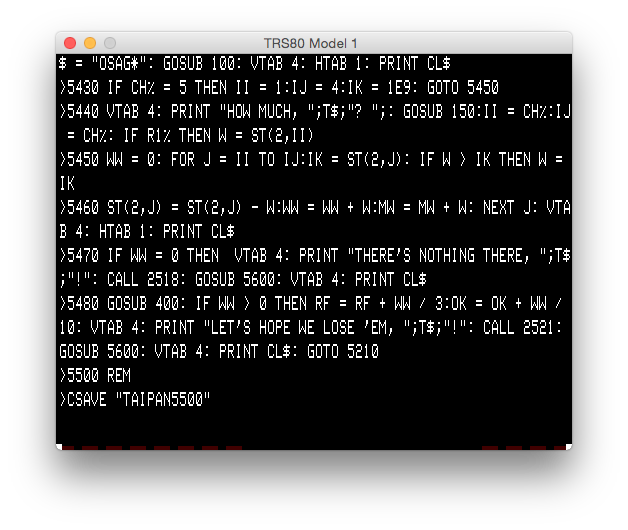 TRS80 Model 1
$ = "OSAG*": GOSUB 100: VTAB 4: HTAB 1: PRINT CL$
>5430 IF CH% = 5 THEN II = 1:IJ = 4:IK = 1E9: GOTO 5450
>5440 VTAB 4: PRINT "HOW MUCH, ";T$;"? ";: GOSUB 150:II = CH%:IJ
 = CH%: IF R1% THEN W = ST(2,II)
>5450 WW = 0: FOR J = II TO IJ:IK = ST(2,J): IF W > IK THEN W =
IK
>5460 ST(2,J) = ST(2,J) - W:WW = WW + W:MW = MW + W: NEXT J: VTA
B 4: HTAB 1: PRINT CL$
>5470 IF WW = 0 THEN  VTAB 4: PRINT "THERE'S NOTHING THERE, ";T$
;"!": CALL 2518: GOSUB 5600: VTAB 4: PRINT CL$
>5480 GOSUB 400: IF WW > 0 THEN RF = RF + WW / 3:OK = OK + WW /
10: VTAB 4: PRINT "LET'S HOPE WE LOSE 'EM, ";T$;"!": CALL 2521:
GOSUB 5600: VTAB 4: PRINT CL$: GOTO 5210
>5500 REM
>CSAVE "TAIPAN5500"